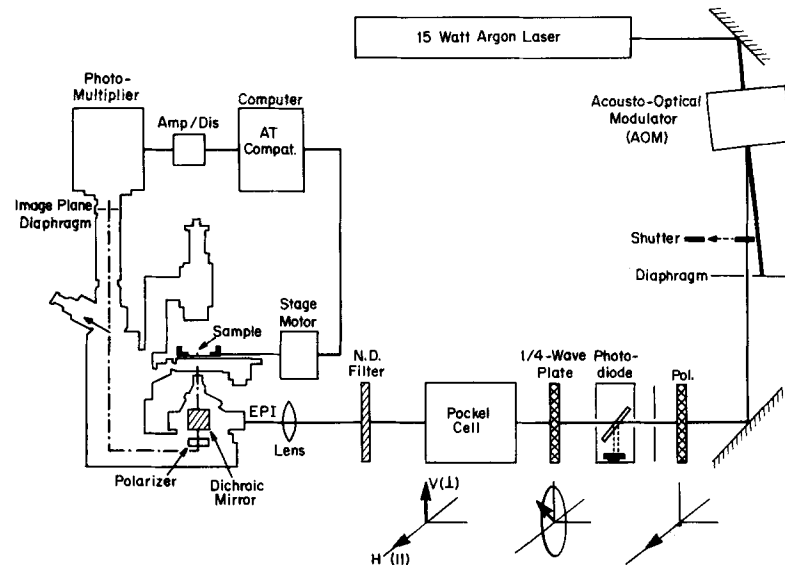 15 Watt Argon Laser
Photo-
Multiplier
Amp/Dis
Computer
AT
Compat.
Acousto-Optical
Modulator
(AOM)
Image Plane
Diaphragm
Shutter
Diaphragm
Sample
Stage
Motor
N.D.
Filter
1/4-Wave
Plate
Photo-
diode
Pol.
EPI
Lens
Pockel
Cell
Polarizer
Dichroic
Mirror
V(⊥)
H (||)